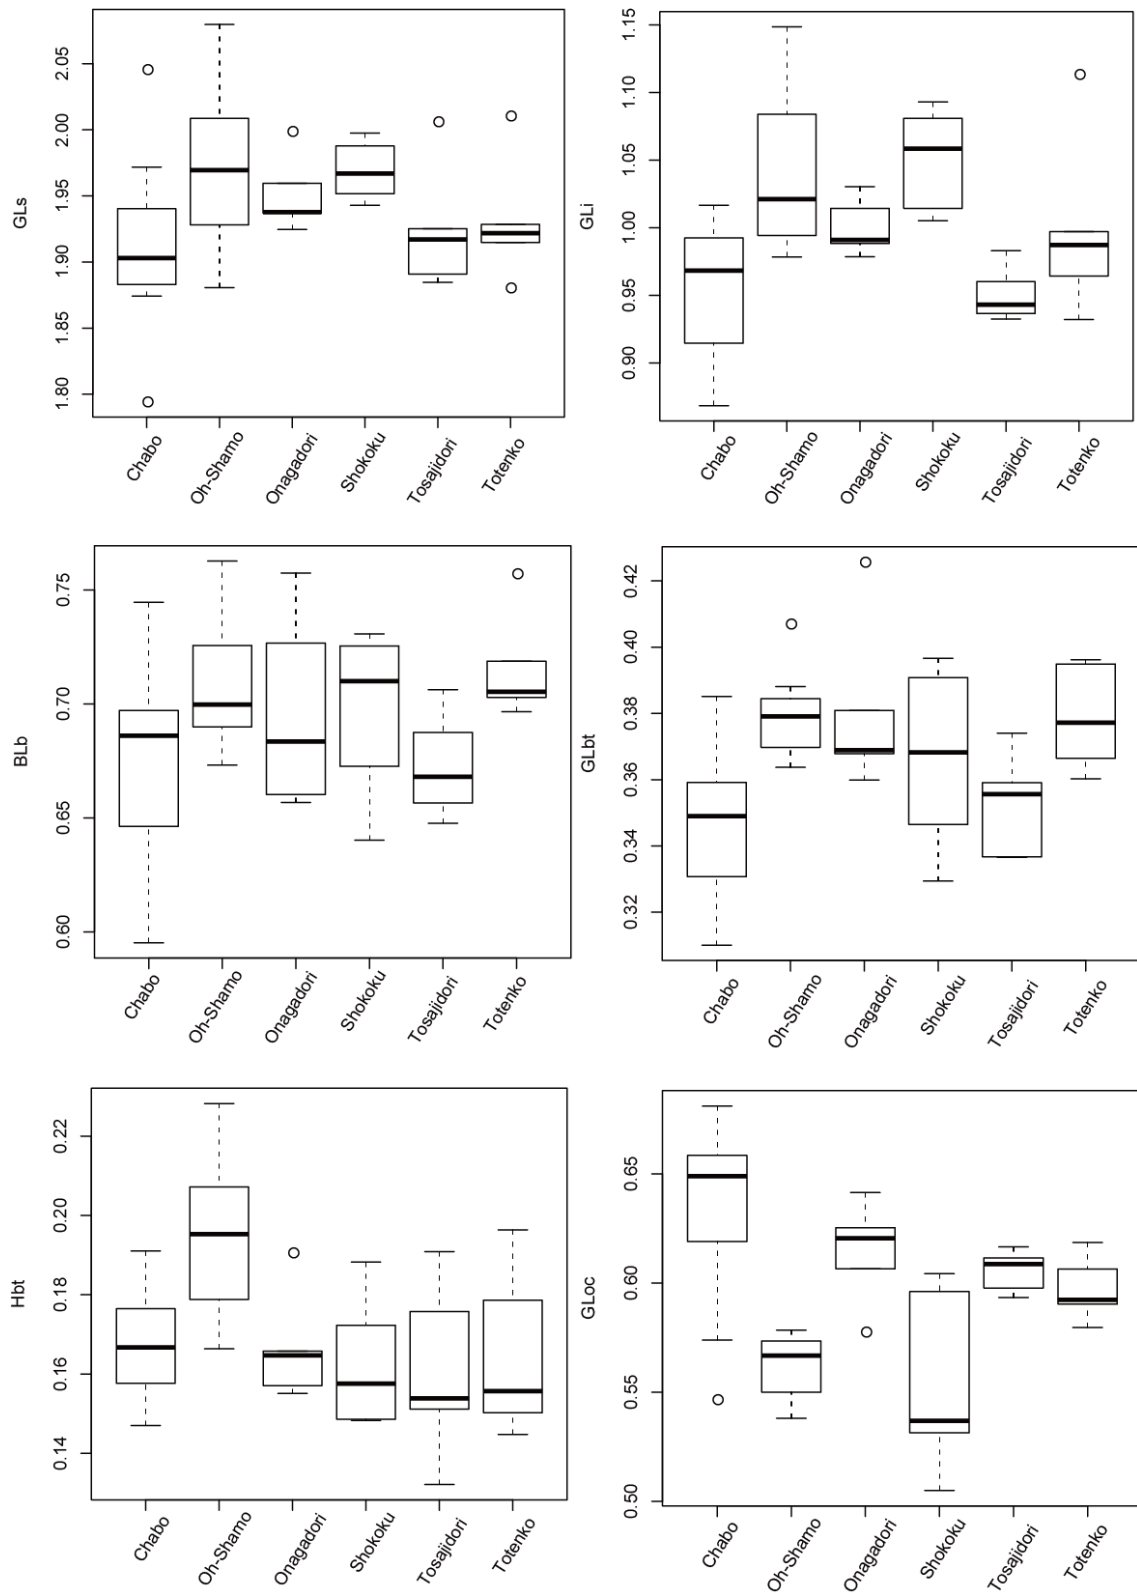 GLs
2.05
2.00
1.95
1.90
1.85
1.80
Chabo
Oh-Shamo
Onagadori
Shokoku
Tosajidori
Totenko
GLi
1.15
1.10
1.05
1.00
0.95
0.90
Chabo
Oh-Shamo
Onagadori
Shokoku
Tosajidori
Totenko
BLb
0.75
0.70
0.65
0.60
Chabo
Oh-Shamo
Onagadori
Shokoku
Tosajidori
Totenko
GLbt
0.42
0.40
0.38
0.36
0.34
0.32
Chabo
Oh-Shamo
Onagadori
Shokoku
Tosajidori
Totenko
Hbt
0.22
0.20
0.18
0.16
0.14
Chabo
Oh-Shamo
Onagadori
Shokoku
Tosajidori
Totenko
GLoc
0.65
0.60
0.55
0.50
Chabo
Oh-Shamo
Onagadori
Shokoku
Tosajidori
Totenko